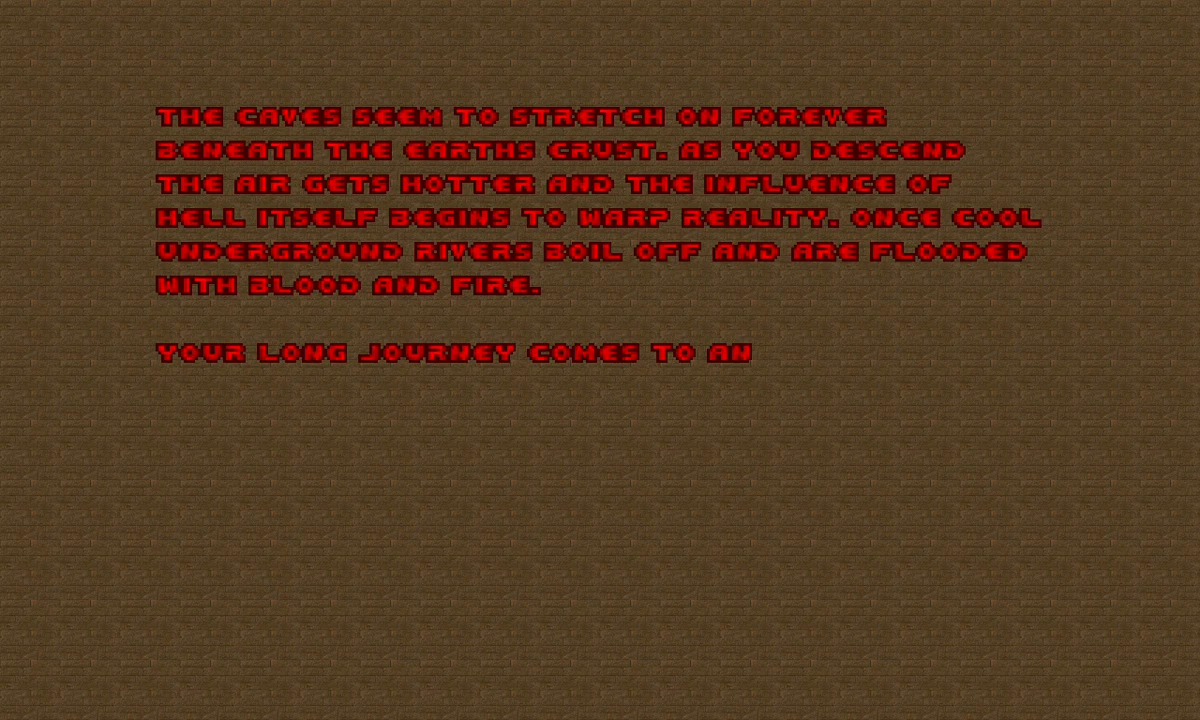 THE CAVES SEEM TO STRETCH ON FOREVER
BENEATH THE EARTHS CRUST. AS YOU DESCEND
THE AIR GETS HOTTER AND THE INFLUENCE OF
HELL ITSELF BEGINS TO WARP REALITY. ONCE COOL
UNDERGROUND RIVERS BOIL OFF AND ARE FLOODED
WITH BLOOD AND FIRE.
YOUR LONG JOURNEY COMES TO AN